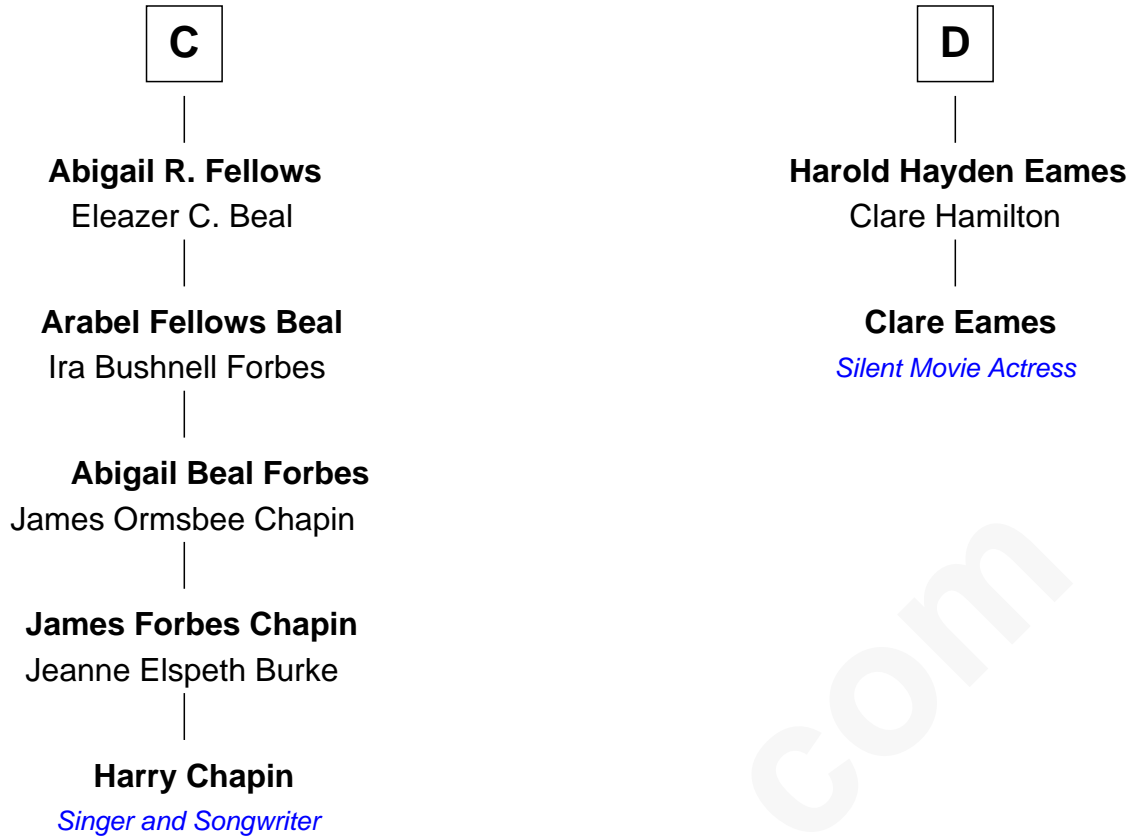 C
Abigail R. Fellows
Eleazer C. Beal
Arabel Fellows Beal
Ira Bushnell Forbes
Abigail Beal Forbes
James Ormsbee Chapin
James Forbes Chapin
Jeanne Elspeth Burke
Harry Chapin
Singer and Songwriter
D
Harold Hayden Eames
Clare Hamilton
Clare Eames
Silent Movie Actress
com